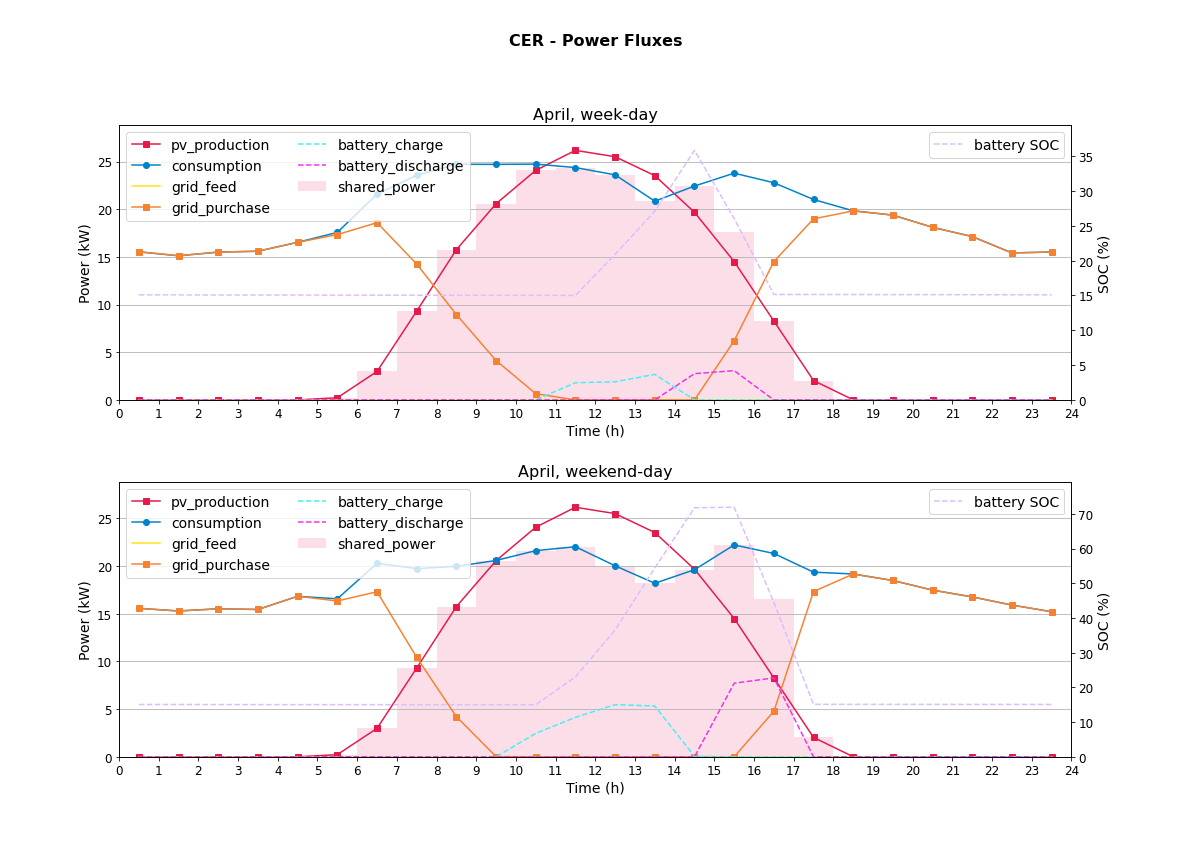 CER - Power Fluxes
April, week-day
pv_production
consumption
grid_feed
grid_purchase
battery_charge
battery_discharge
shared_power
battery SOC
Power (kW)
25
20
15
10
5
0
SOC (%)
35
30
25
20
15
10
5
0
0 1 2 3 4 5 6 7 8 9 10 11 12 13 14 15 16 17 18 19 20 21 22 23 24
Time (h)
April, weekend-day
pv_production
consumption
grid_feed
grid_purchase
battery_charge
battery_discharge
shared_power
battery SOC
Power (kW)
25
20
15
10
5
0
SOC (%)
70
60
50
40
30
20
10
0
0 1 2 3 4 5 6 7 8 9 10 11 12 13 14 15 16 17 18 19 20 21 22 23 24
Time (h)